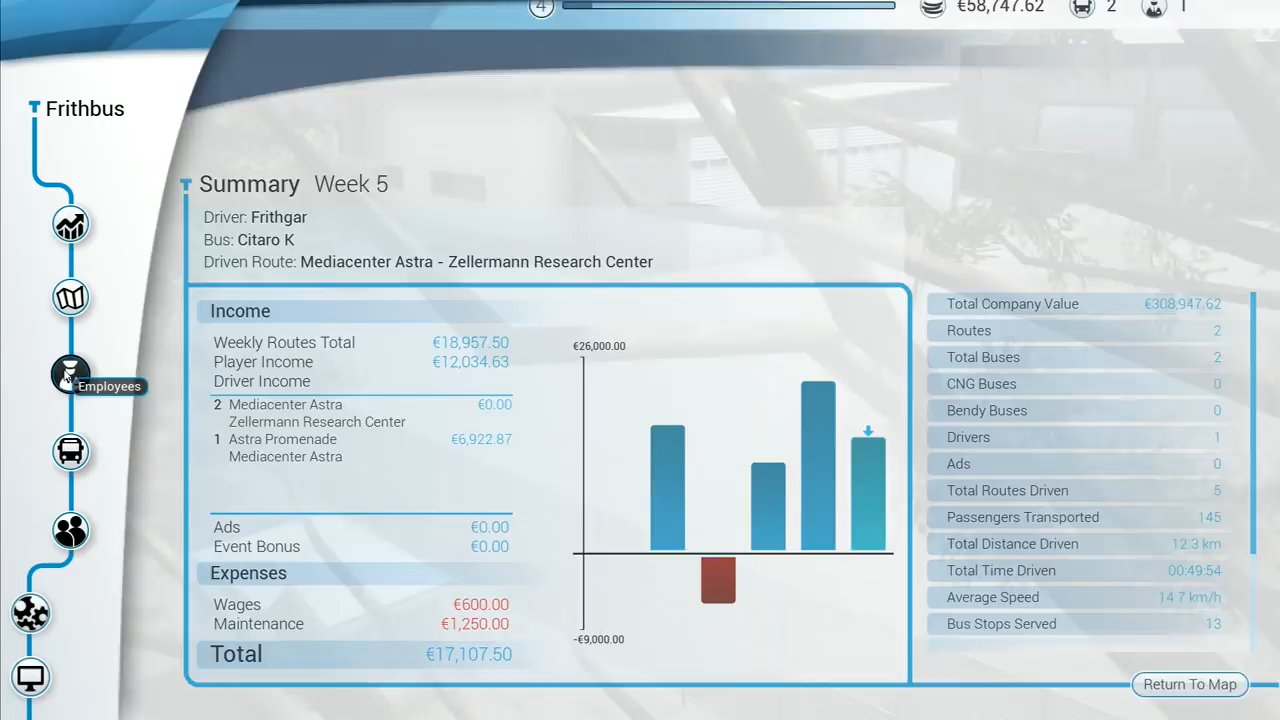 4 €58,747.62 2 1
Frithbus
Summary Week 5
Driver: Frithgar
Bus: Citaro K
Driven Route: Mediacenter Astra - Zellermann Research Center
Employees
Income
Weekly Routes Total €18,957.50
Player Income €12,034.63
Driver Income
2 Mediacenter Astra €0.00
Zellermann Research Center
1 Astra Promenade €6,922.87
Mediacenter Astra
Ads €0.00
Event Bonus €0.00
Expenses
Wages €600.00
Maintenance €1,250.00
Total €17,107.50
€26,000.00
-€9,000.00
Total Company Value €308,947.62
Routes 2
Total Buses 2
CNG Buses 0
Bendy Buses 0
Drivers 1
Ads 0
Total Routes Driven 5
Passengers Transported 145
Total Distance Driven 12.3 km
Total Time Driven 00:49:54
Average Speed 14.7 km/h
Bus Stops Served 13
Return To Map